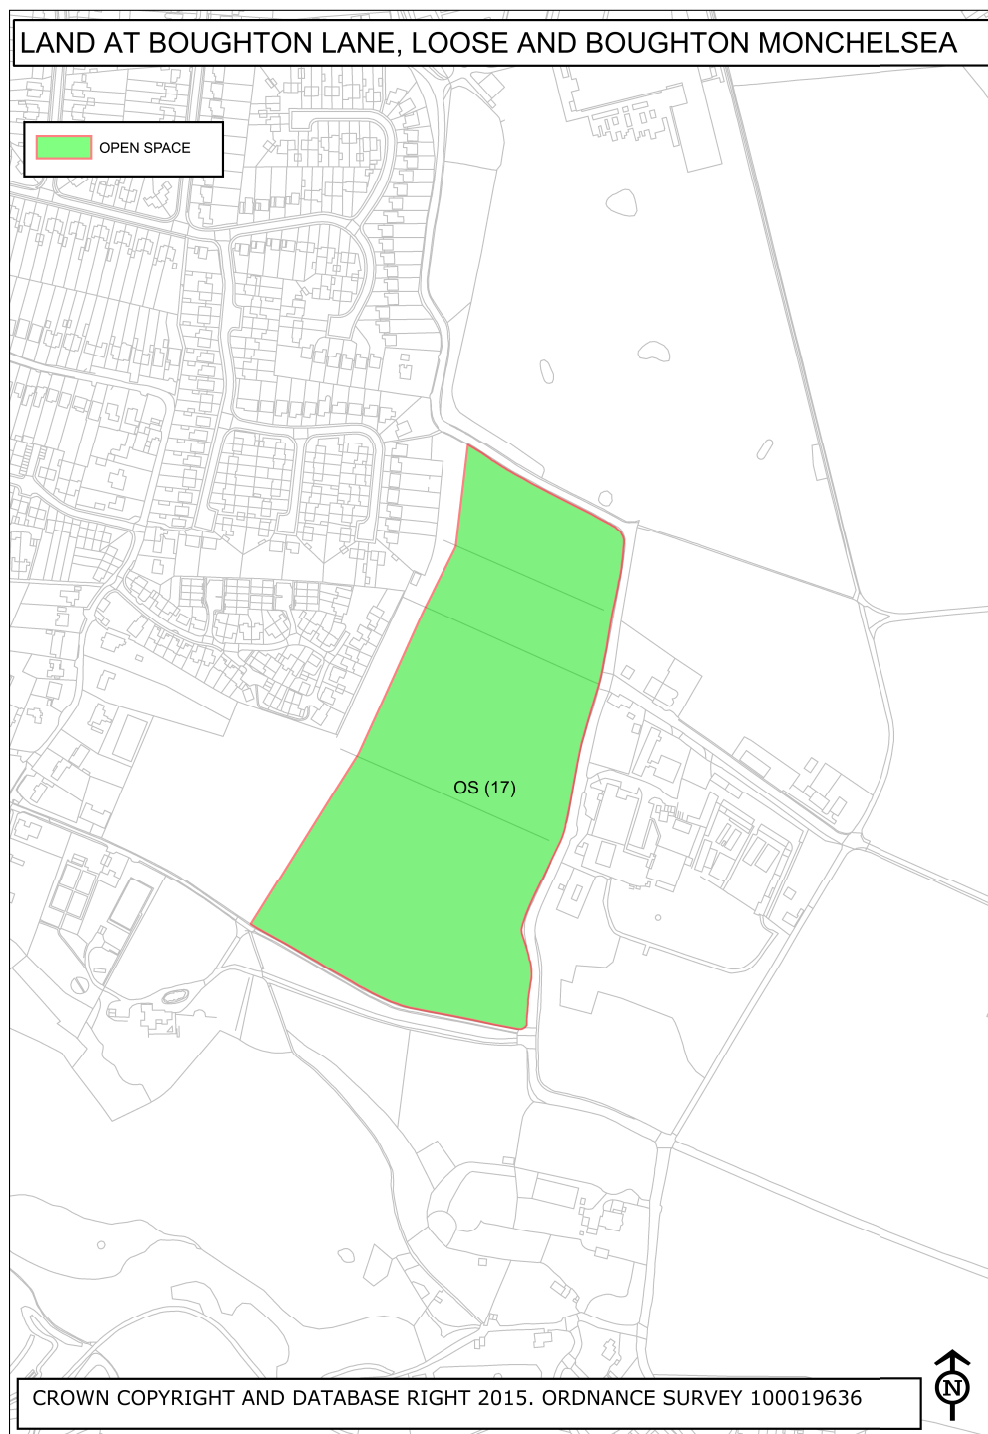 LAND AT BOUGHTON LANE, LOOSE AND BOUGHTON MONCHELSEA
OPEN SPACE
OS (17)
N
CROWN COPYRIGHT AND DATABASE RIGHT 2015. ORDNANCE SURVEY 100019636